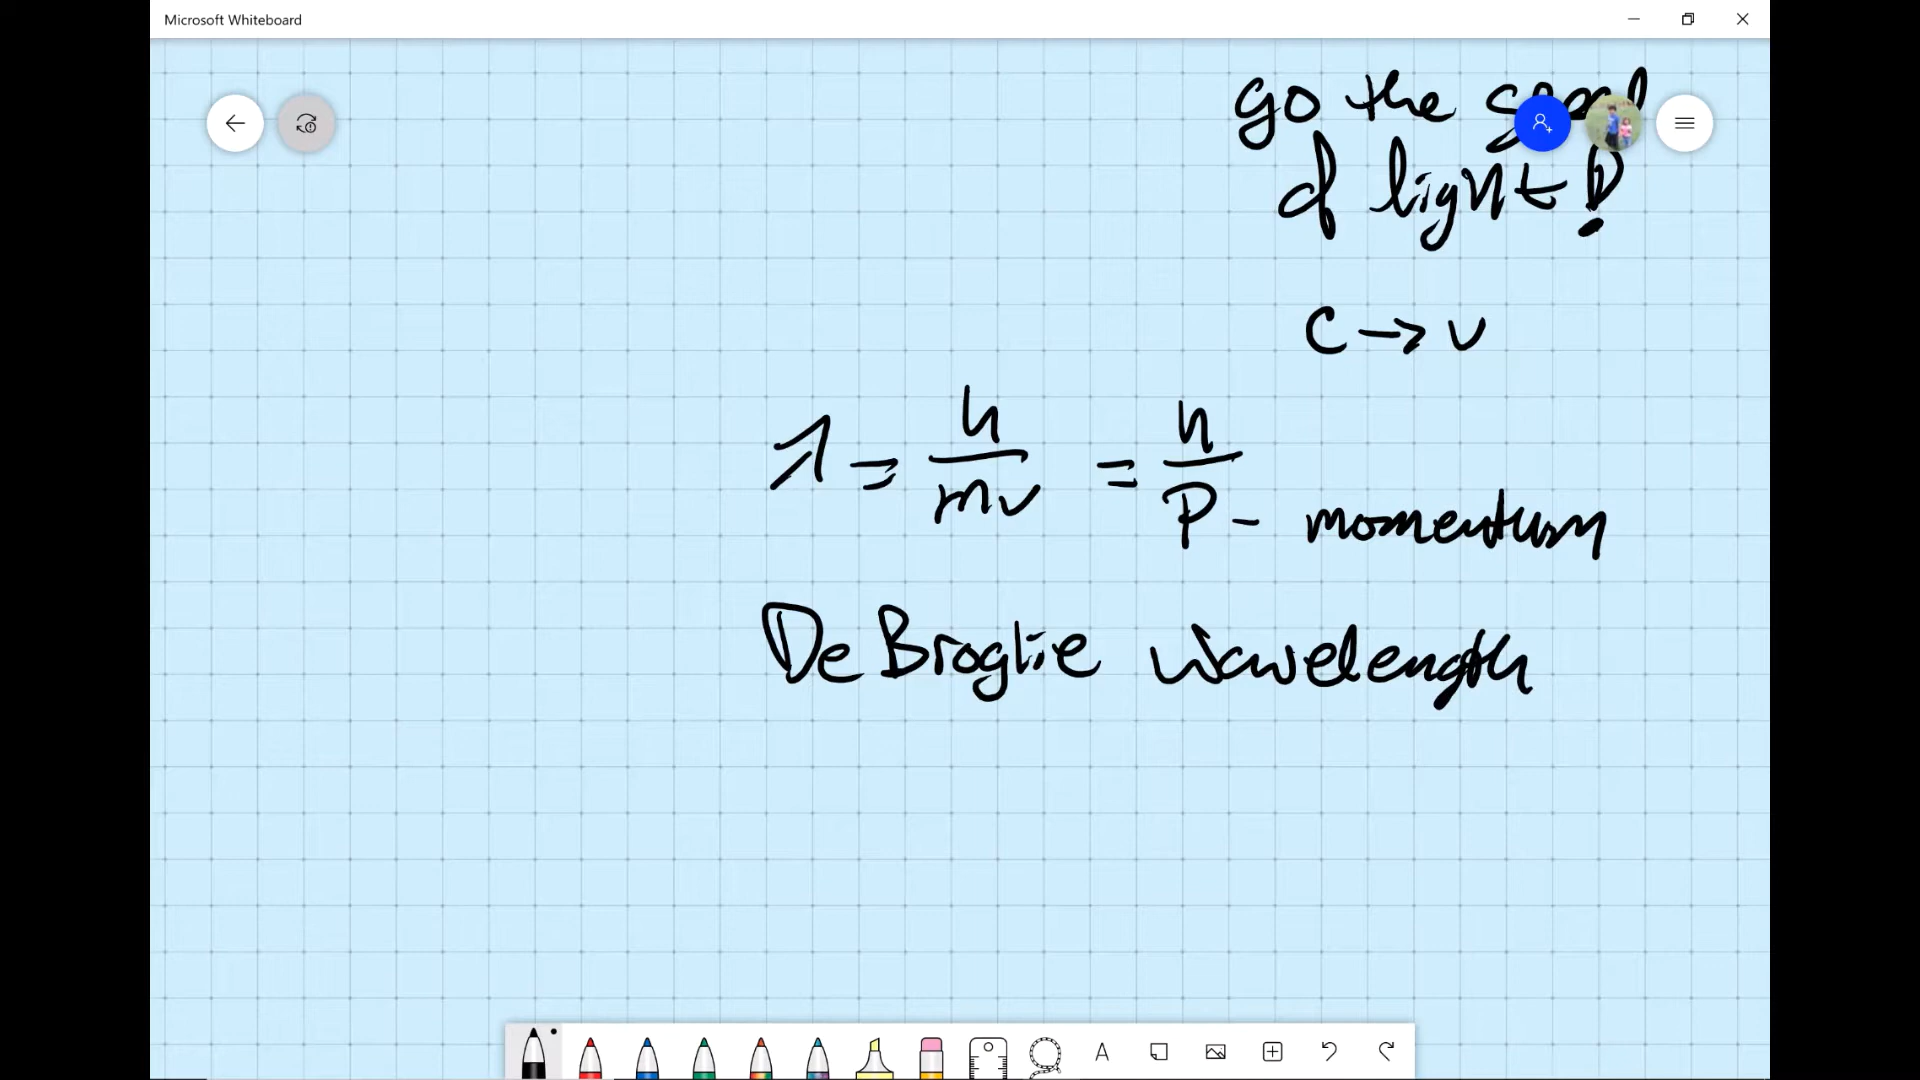 Microsoft Whiteboard
go the speed
of light!
C → v
λ = h/mv = h/P - momentum
De Broglie wavelength
A